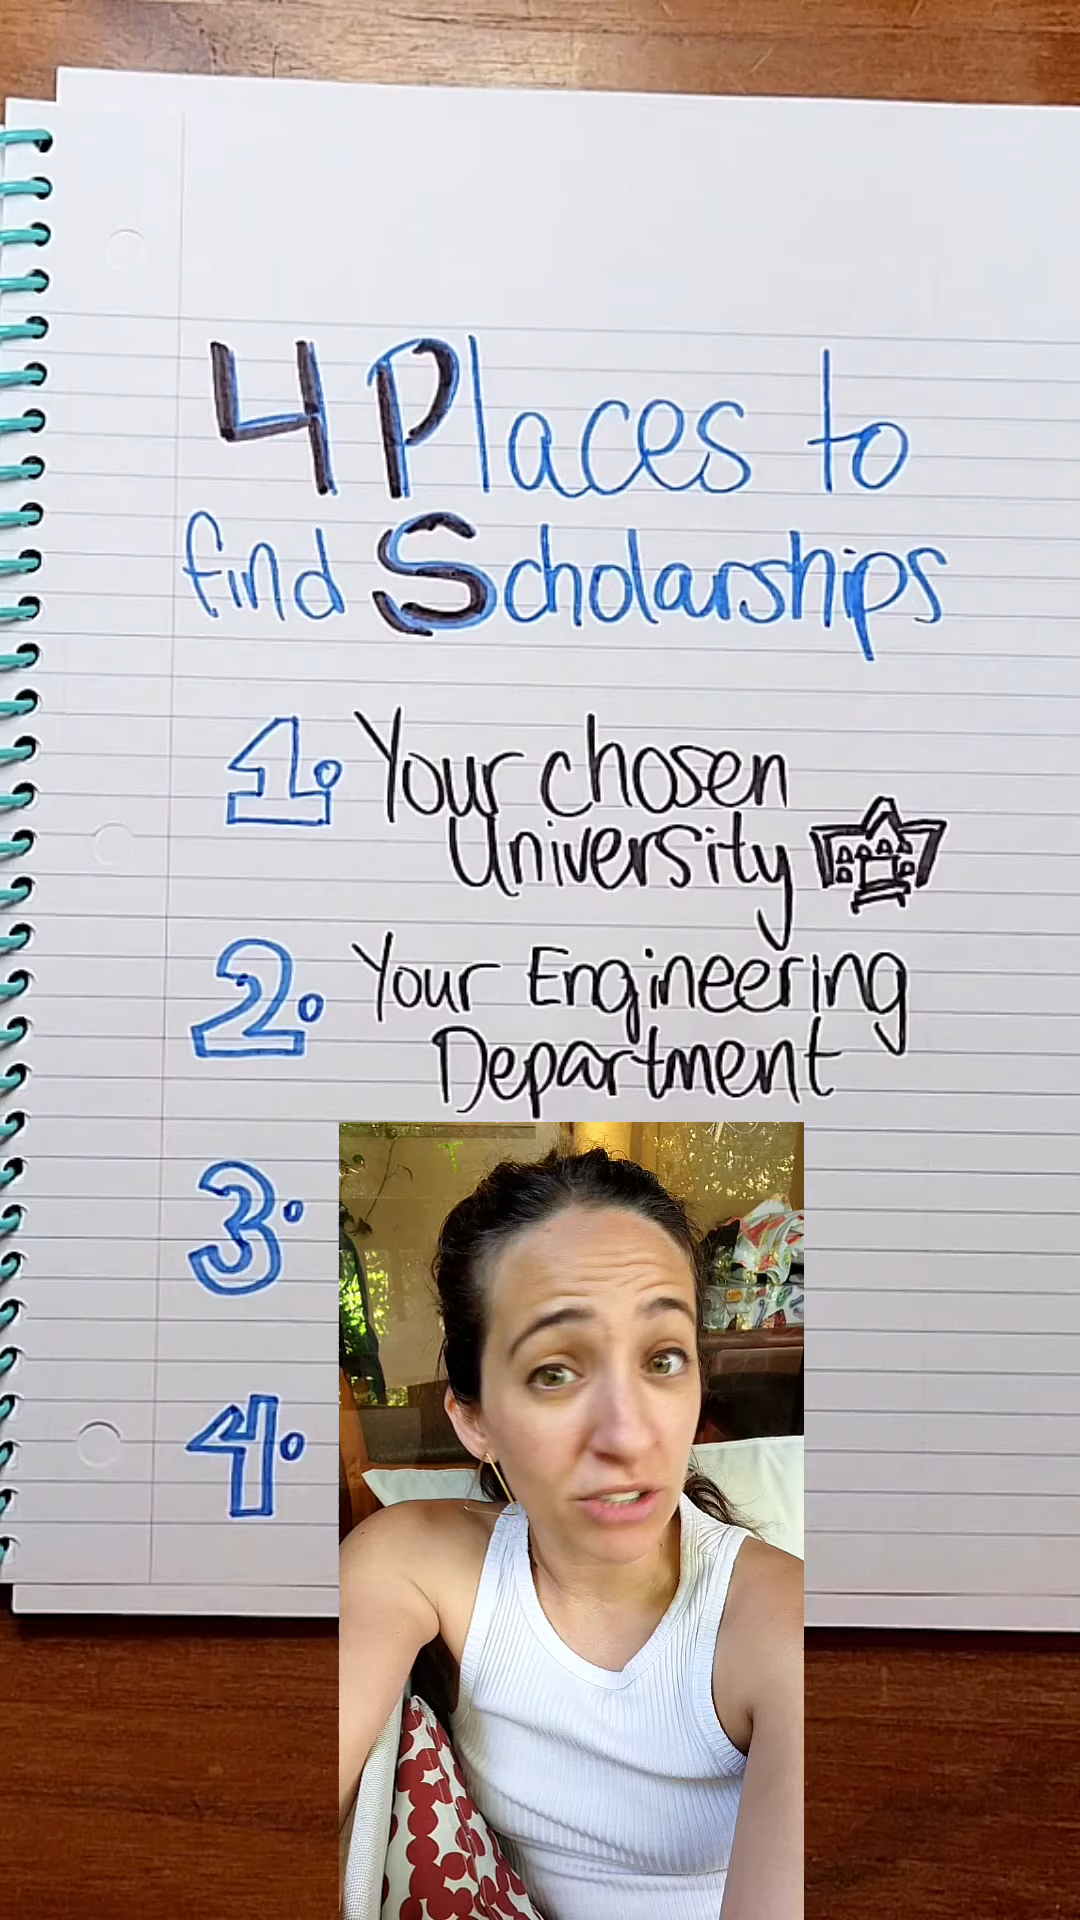 4 Places to
find Scholarships
1. Your chosen
University
2. Your Engineering
Department
3.
4.